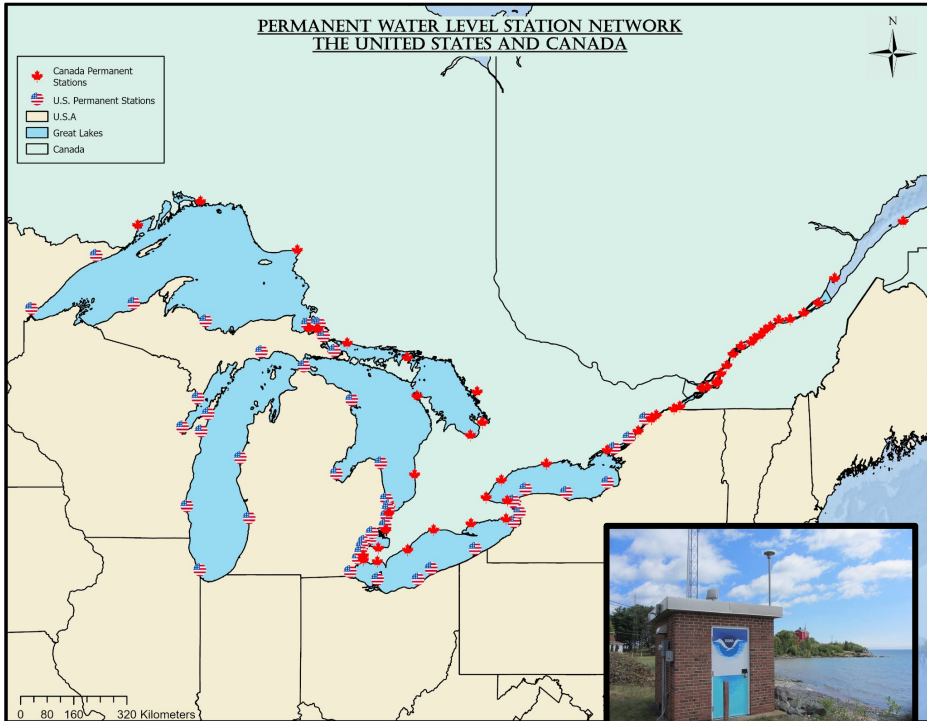 PERMANENT WATER LEVEL STATION NETWORK
THE UNITED STATES AND CANADA
N
Canada Permanent
Stations
U.S. Permanent Stations
U.S.A
Great Lakes
Canada
0 80 160 320 Kilometers